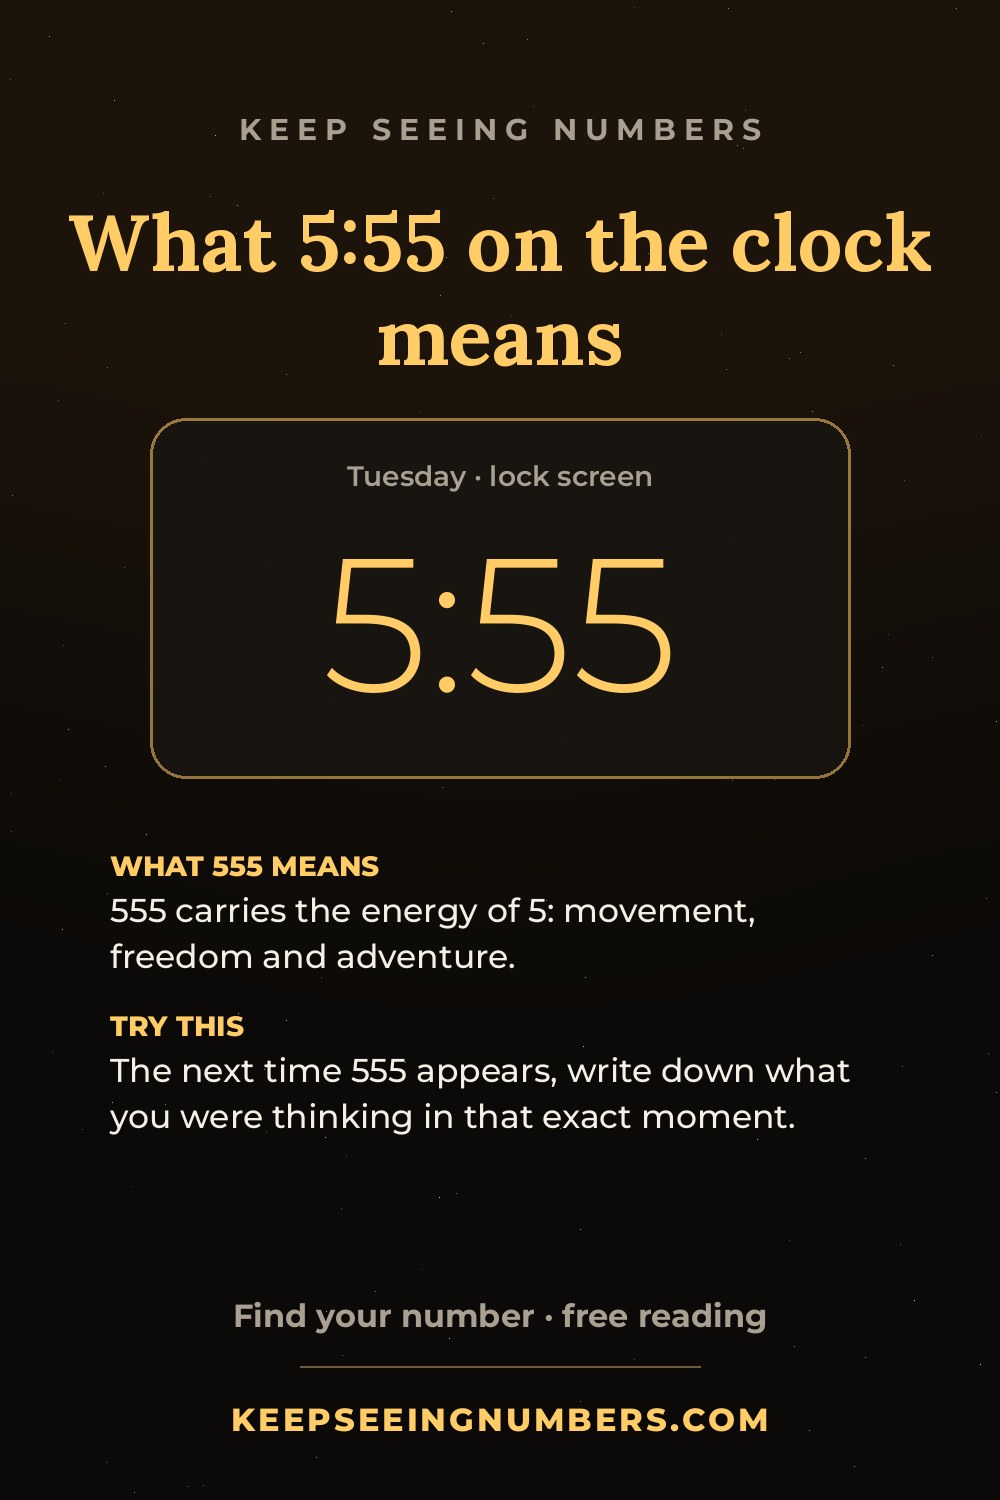 KEEP SEEING NUMBERS
What 5:55 on the clock
means
Tuesday · lock screen
5:55
WHAT 555 MEANS
555 carries the energy of 5: movement,
freedom and adventure.
TRY THIS
The next time 555 appears, write down what
you were thinking in that exact moment.
Find your number · free reading
KEEPSEEINGNUMBERS.COM